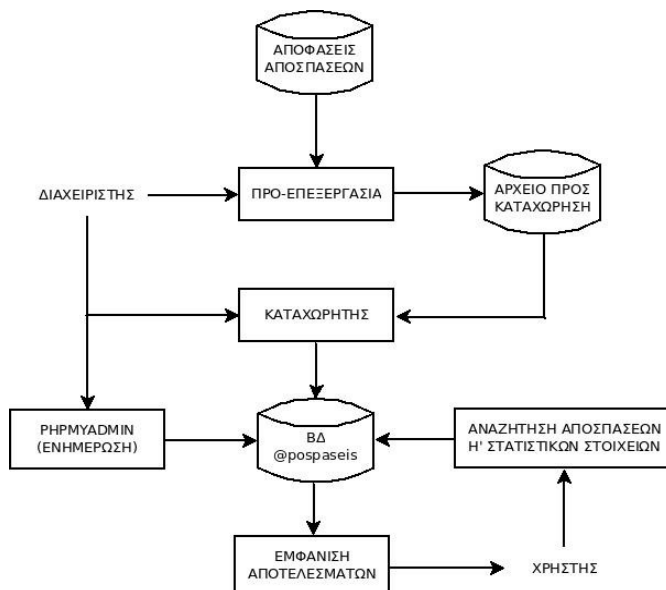 ΑΠΟΦΑΣΕΙΣ
ΑΠΟΣΠΑΣΕΩΝ
ΔΙΑΧΕΙΡΙΣΤΗΣ
ΠΡΟ-ΕΠΕΞΕΡΓΑΣΙΑ
ΑΡΧΕΙΟ ΠΡΟΣ
ΚΑΤΑΧΩΡΗΣΗ
ΚΑΤΑΧΩΡΗΤΗΣ
PHPMYADMIN
(ΕΝΗΜΕΡΩΣΗ)
ΒΔ
@pospaseis
ΑΝΑΖΗΤΗΣΗ ΑΠΟΣΠΑΣΕΩΝ
Η' ΣΤΑΤΙΣΤΙΚΩΝ ΣΤΟΙΧΕΙΩΝ
ΕΜΦΑΝΙΣΗ
ΑΠΟΤΕΛΕΣΜΑΤΩΝ
ΧΡΗΣΤΗΣ